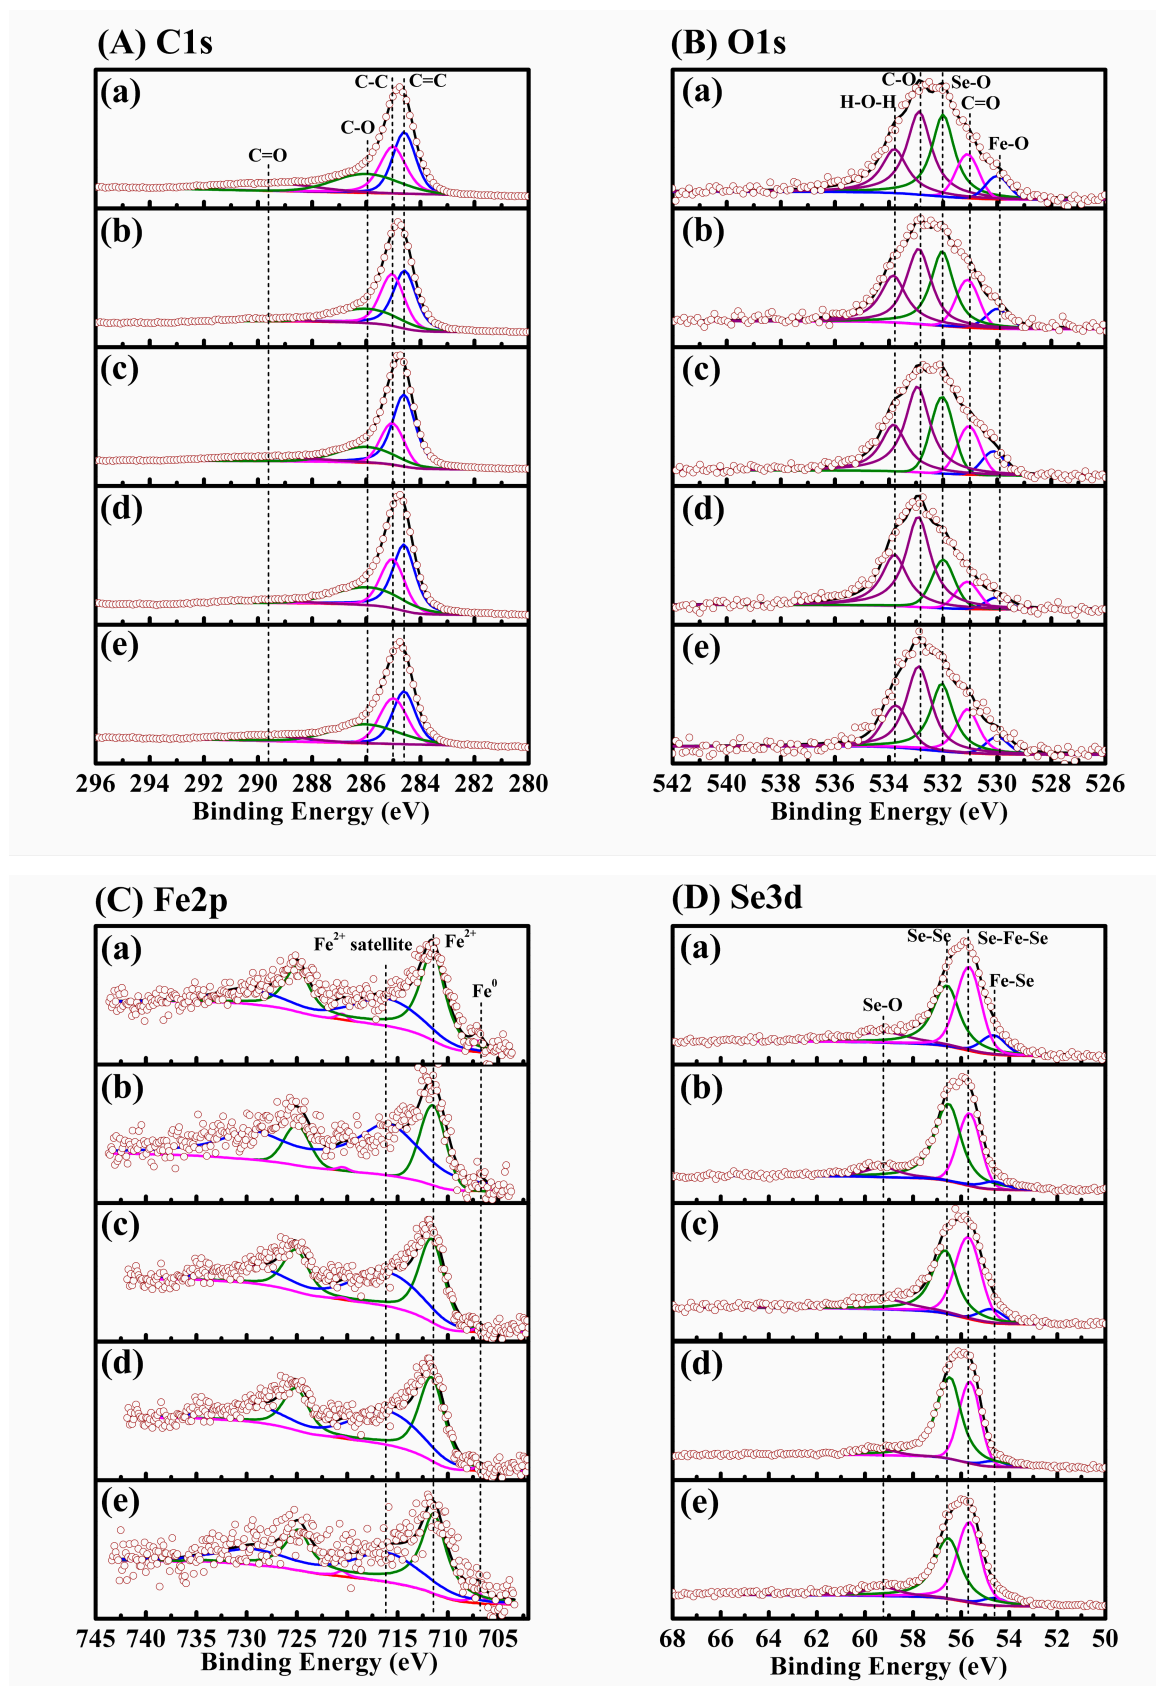 (A) C1s
(a)
C-C
C=C
C-O
C=O
(b)
(c)
(d)
(e)
296 294 292 290 288 286 284 282 280
Binding Energy (eV)
(B) O1s
(a)
C-O
Se-O
H-O-H
C=O
Fe-O
(b)
(c)
(d)
(e)
542 540 538 536 534 532 530 528 526
Binding Energy (eV)
(C) Fe2p
(a)
Fe2+ satellite
Fe2+
Fe0
(b)
(c)
(d)
(e)
745 740 730 725 720 715 710 705
Binding Energy (eV)
(D) Se3d
(a)
Se-Se
Se-Fe-Se
Fe-Se
Se-O
(b)
(c)
(d)
(e)
68 66 64 62 60 58 56 54 52 50
Binding Energy (eV)